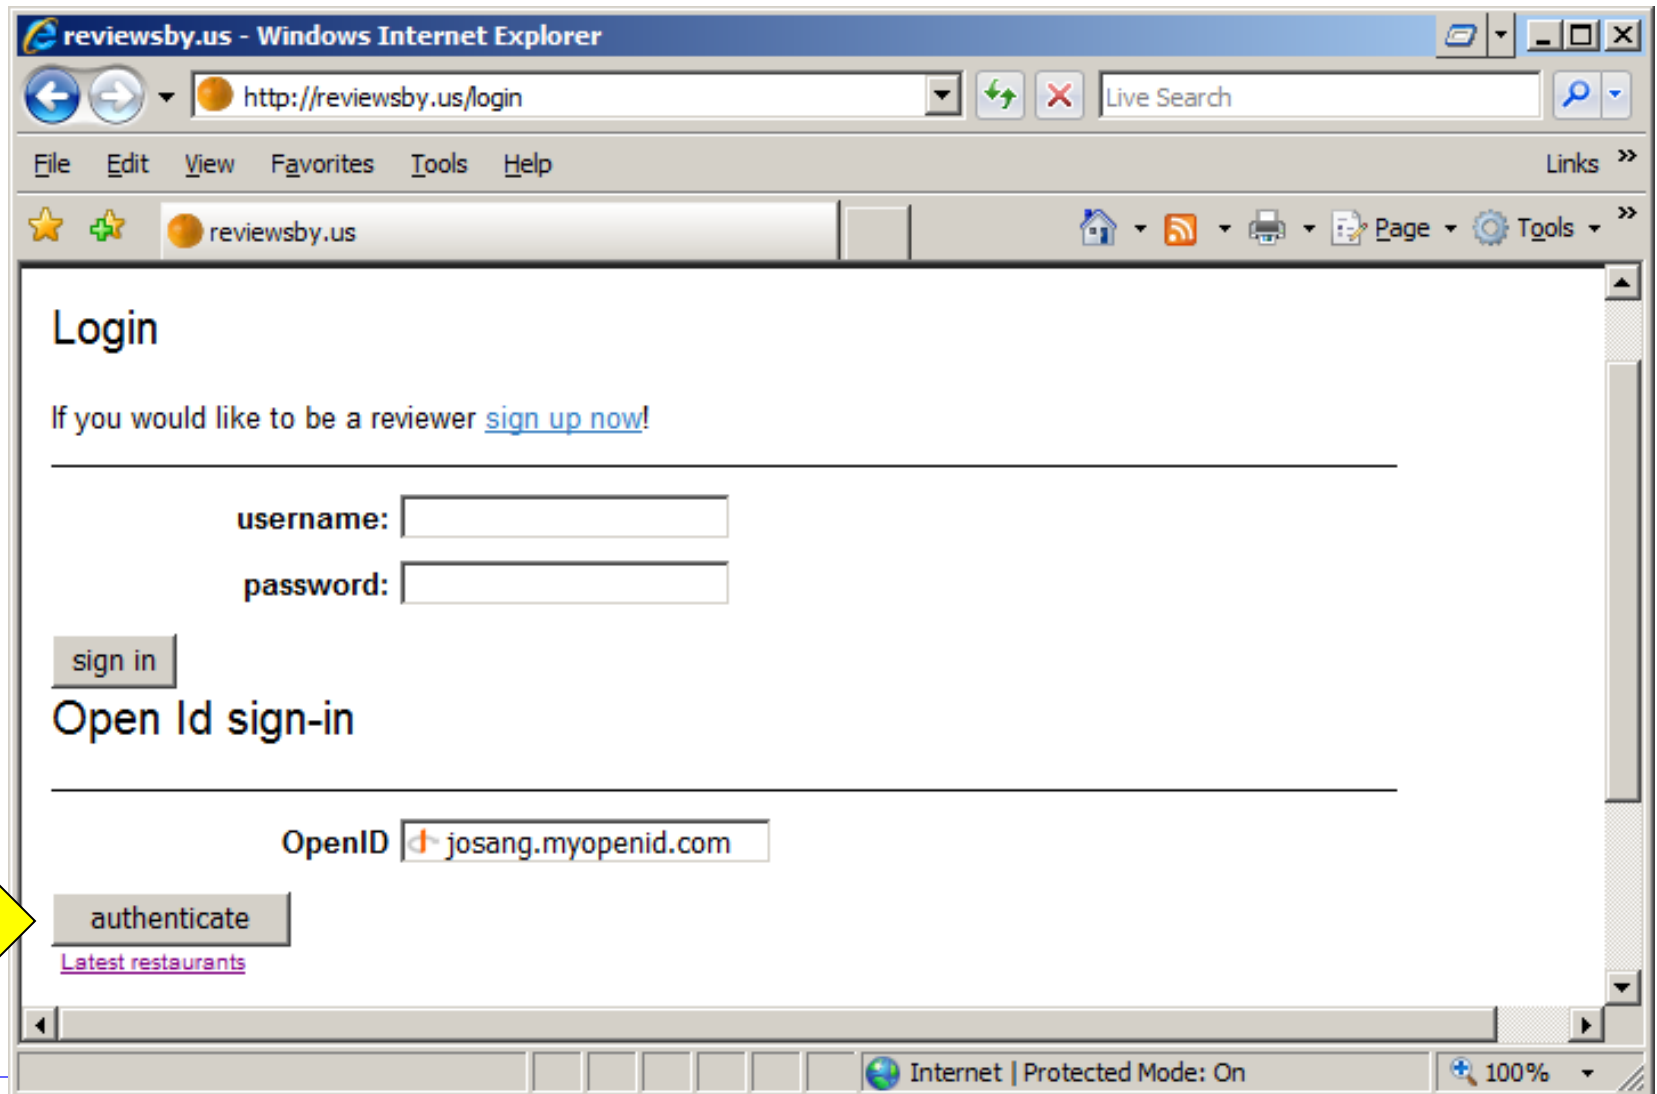 reviewsby.us - Windows Internet Explorer
http://reviewsby.us/login
Live Search
File Edit View Favorites Tools Help Links »
reviewsby.us Page Tools »
Login
If you would like to be a reviewer sign up now!
username:
password:
sign in
Open Id sign-in
OpenID josang.myopenid.com
authenticate
Latest restaurants
Internet | Protected Mode: On 100%